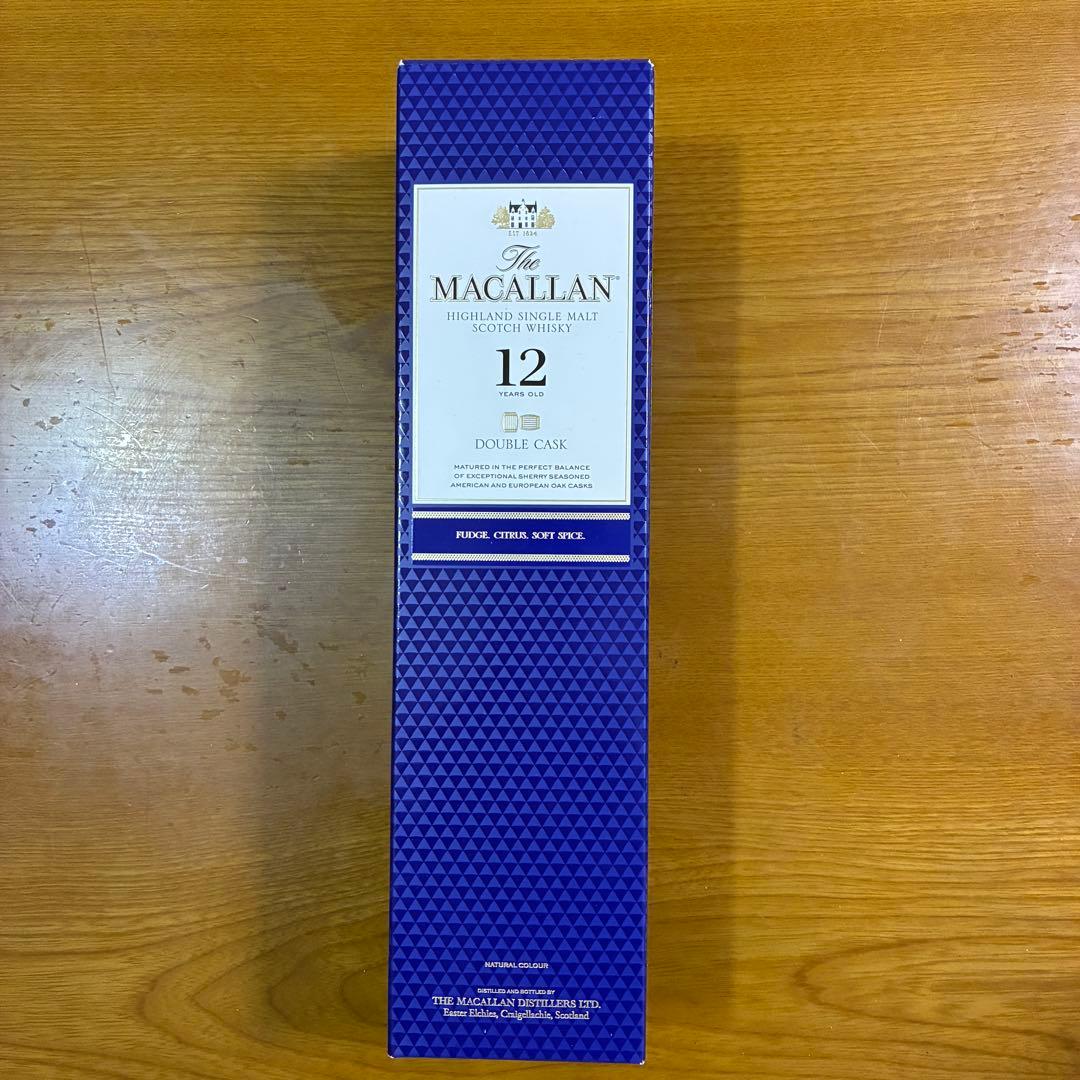 EST 1824
The
MACALLAN®
HIGHLAND SINGLE MALT
SCOTCH WHISKY
12
YEARS OLD
DOUBLE CASK
MATURED IN THE PERFECT BALANCE
OF EXCEPTIONAL SHERRY SEASONED
AMERICAN AND EUROPEAN OAK CASKS
FUDGE. CITRUS. SOFT SPICE.
NATURAL COLOUR
DISTILLED AND BOTTLED BY
THE MACALLAN DISTILLERS LTD.
Easter Elchies, Craigellachie, Scotland